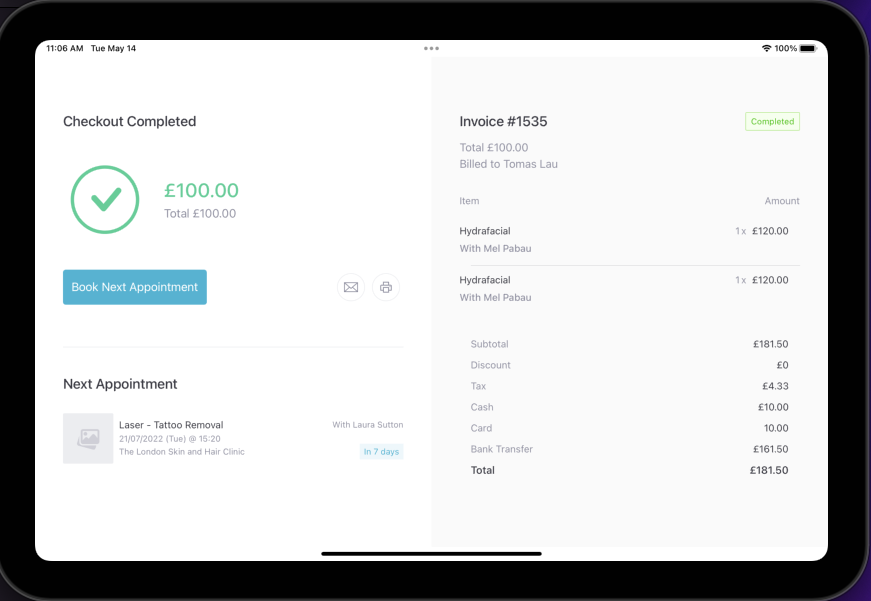 11:06 AM Tue May 14
100%
Checkout Completed
£100.00
Total £100.00
Book Next Appointment
Next Appointment
Laser - Tattoo Removal
With Laura Sutton
21/07/2022 (Tue) @ 15:20
The London Skin and Hair Clinic
In 7 days
Invoice #1535
Completed
Total £100.00
Billed to Tomas Lau
Item Amount
Hydrafacial 1 x £120.00
With Mel Pabau
Hydrafacial 1 x £120.00
With Mel Pabau
Subtotal £181.50
Discount £0
Tax £4.33
Cash £10.00
Card 10.00
Bank Transfer £161.50
Total £181.50